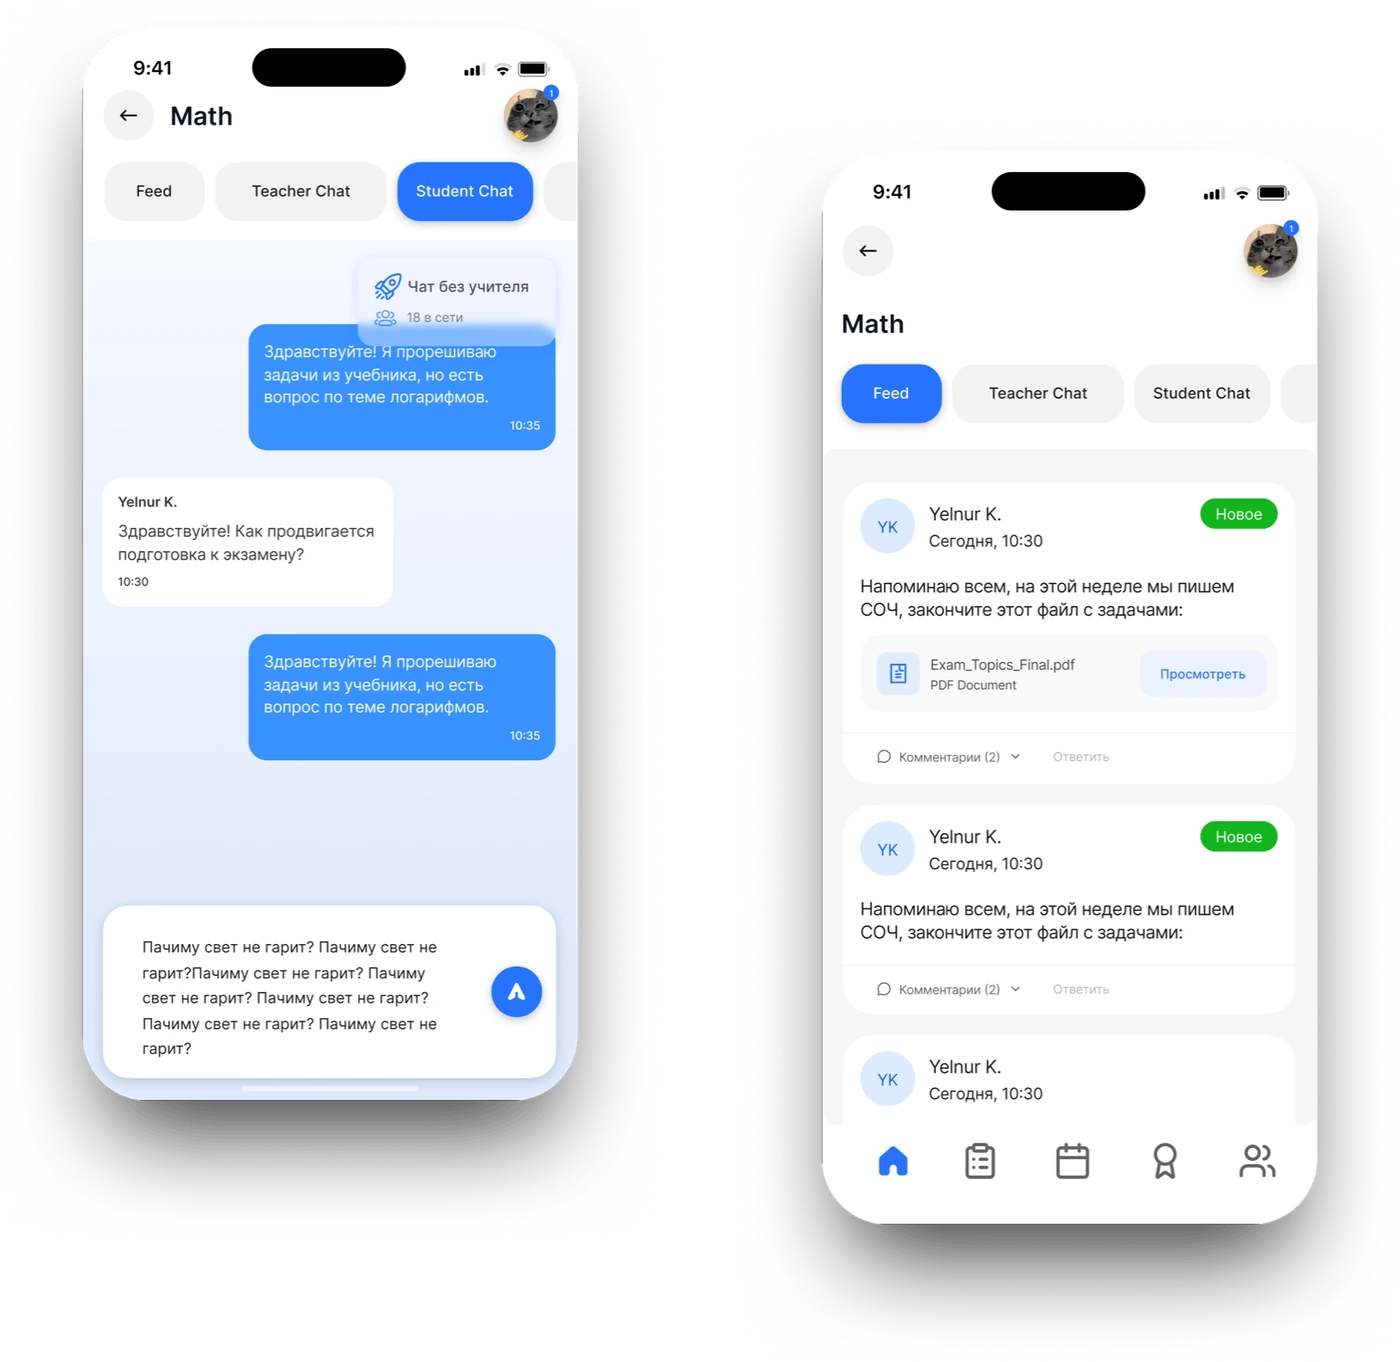 9:41
1
Math
Feed
Teacher Chat
Student Chat
Чат без учителя
18 в сети
Здравствуйте! Я прорешиваю
задачи из учебника, но есть
вопрос по теме логарифмов.
10:35
Yelnur K.
Здравствуйте! Как продвигается
подготовка к экзамену?
10:30
Здравствуйте! Я прорешиваю
задачи из учебника, но есть
вопрос по теме логарифмов.
10:35
Пачиму свет не гарит? Пачиму свет не
гарит?Пачиму свет не гарит? Пачиму
свет не гарит? Пачиму свет не гарит?
Пачиму свет не гарит? Пачиму свет не
гарит?
9:41
1
Math
Feed
Teacher Chat
Student Chat
YK
Yelnur K.
Новое
Сегодня, 10:30
Напоминаю всем, на этой неделе мы пишем
СОЧ, закончите этот файл с задачами:
Exam_Topics_Final.pdf
PDF Document
Просмотреть
Комментарии (2)
Ответить
YK
Yelnur K.
Новое
Сегодня, 10:30
Напоминаю всем, на этой неделе мы пишем
СОЧ, закончите этот файл с задачами:
Комментарии (2)
Ответить
YK
Yelnur K.
Сегодня, 10:30